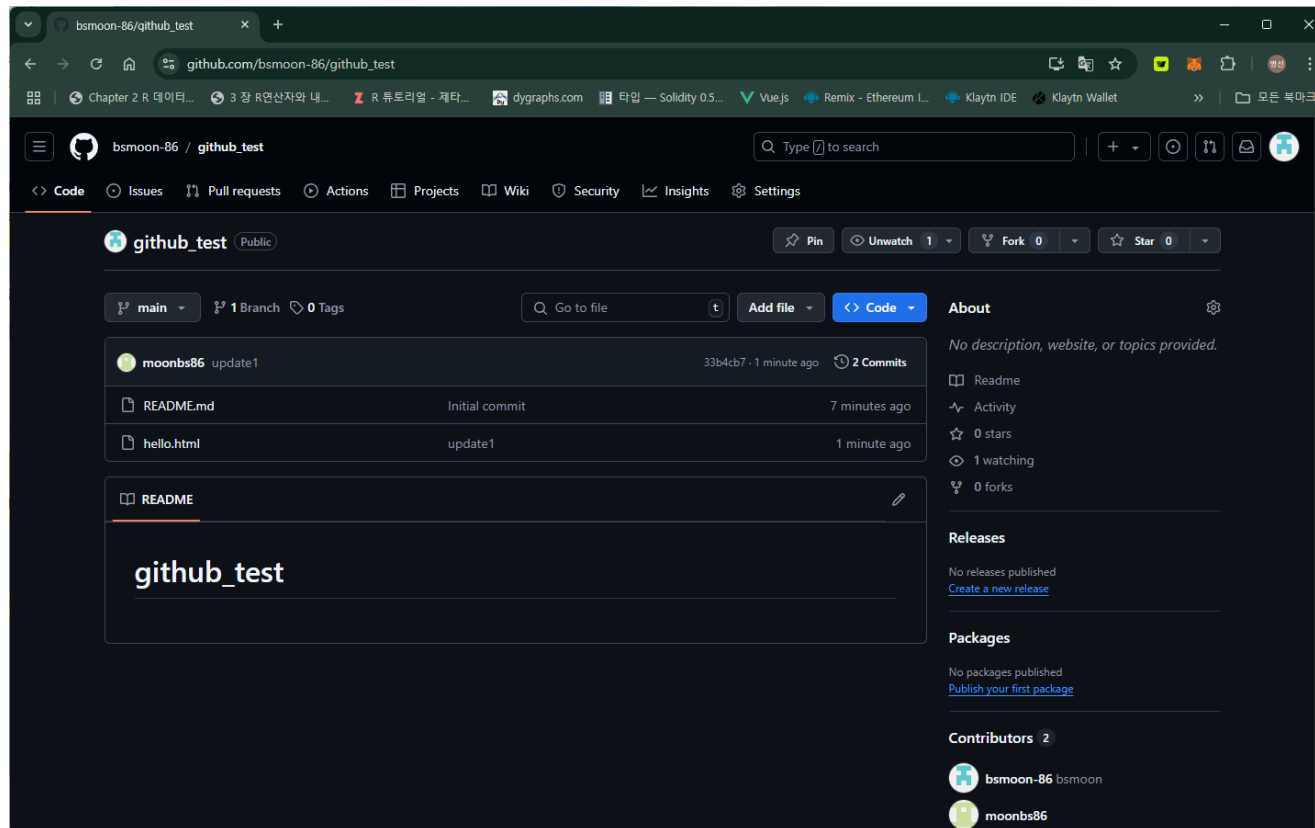 bsmoon-86/github_test
github.com/bsmoon-86/github_test
Chapter 2 R 데이터... 3 장 R연산자와 내... R 튜토리얼 - 제타... dygraphs.com 타입 — Solidity 0.5... Vue.js Remix - Ethereum I... Klaytn IDE Klaytn Wallet » 모든 북마크
bsmoon-86 / github_test Type / to search
Code Issues Pull requests Actions Projects Wiki Security Insights Settings
github_test Public Pin Unwatch 1 Fork 0 Star 0
main 1 Branch 0 Tags Go to file t Add file Code
moonbs86 update1 33b4cb7 · 1 minute ago 2 Commits
README.md Initial commit 7 minutes ago
hello.html update1 1 minute ago
README
github_test
About
No description, website, or topics provided.
Readme
Activity
0 stars
1 watching
0 forks
Releases
No releases published
Create a new release
Packages
No packages published
Publish your first package
Contributors 2
bsmoon-86 bsmoon
moonbs86